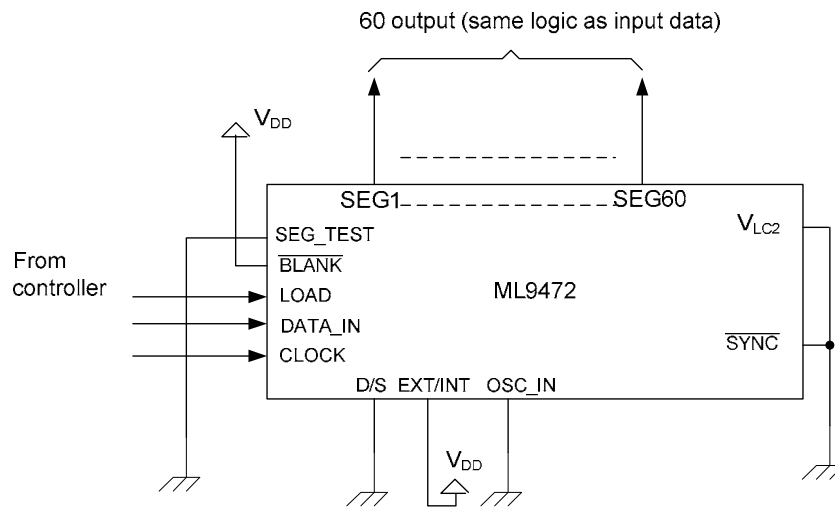 60 output (same logic as input data)
VDD
SEG1
SEG60
SEG_TEST
VLC2
From
controller
BLANK
LOAD
ML9472
DATA_IN
SYNC
CLOCK
D/S EXT/INT OSC_IN
VDD